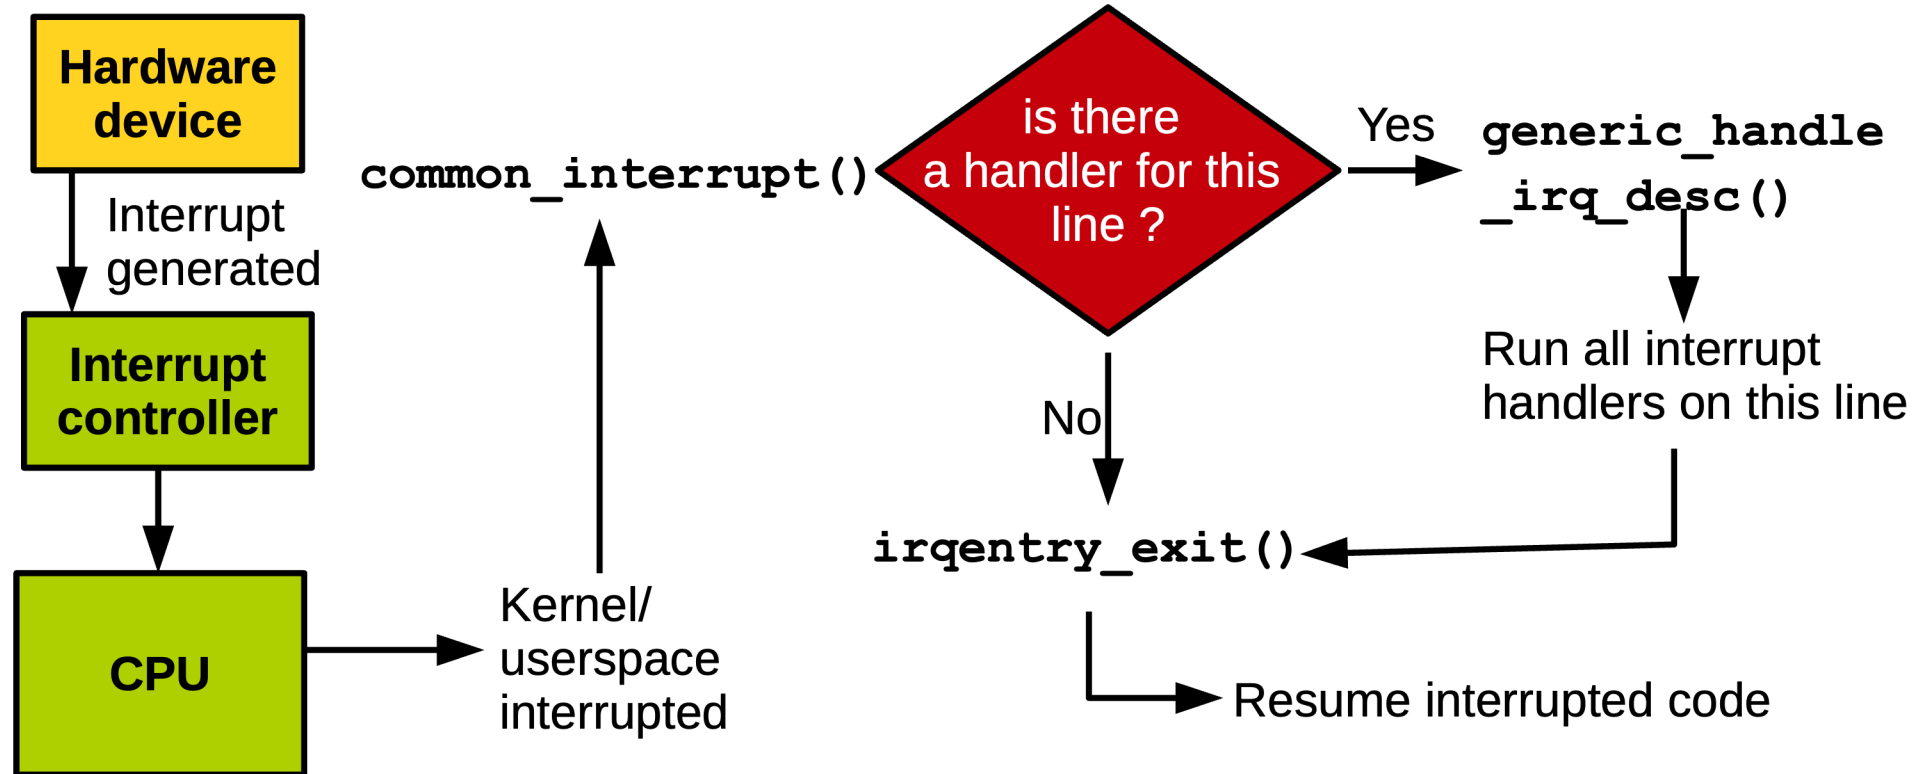 Hardware
device
Interrupt
generated
Interrupt
controller
CPU
Kernel/
userspace
interrupted
common_interrupt()
is there
a handler for this
line ?
Yes
generic_handle
_irq_desc()
Run all interrupt
handlers on this line
No
irqentry_exit()
Resume interrupted code